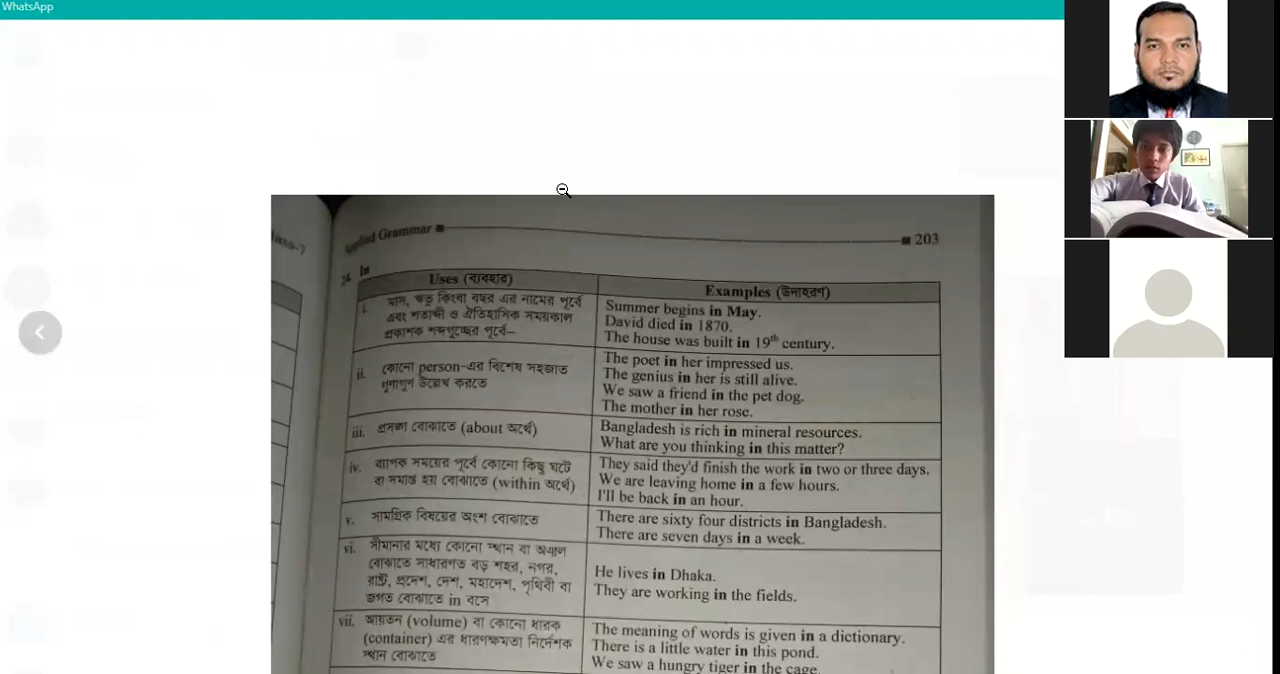 WhatsApp
Applied Grammar ■
■ 203
24. In
Uses (ব্যবহার)
Examples (উদাহরণ)
i. মাস, ঋতু কিংবা বছর এর নামের পূর্বে
এবং শতাব্দী ও ঐতিহাসিক সময়কাল
প্রকাশক শব্দগুচ্ছের পূর্বে–
Summer begins in May.
David died in 1870.
The house was built in 19th century.
ii. কোনো person-এর বিশেষ সহজাত
গুণাগুণ উল্লেখ করতে
The poet in her impressed us.
The genius in her is still alive.
We saw a friend in the pet dog.
The mother in her rose.
iii. প্রসঙ্গ বোঝাতে (about অর্থে)
Bangladesh is rich in mineral resources.
What are you thinking in this matter?
iv. ব্যাপক সময়ের পূর্বে কোনো কিছু ঘটে
বা সমাপ্ত হয় বোঝাতে (within অর্থে)
They said they'd finish the work in two or three days.
We are leaving home in a few hours.
I'll be back in an hour.
v. সামগ্রিক বিষয়ের অংশ বোঝাতে
There are sixty four districts in Bangladesh.
There are seven days in a week.
vi. সীমানার মধ্যে কোনো স্থান বা অঞ্চল
বোঝাতে সাধারণত বড় শহর, নগর,
রাষ্ট্র, প্রদেশ, দেশ, মহাদেশ, পৃথিবী বা
জগত বোঝাতে in বসে
He lives in Dhaka.
They are working in the fields.
vii. আয়তন (volume) বা কোনো ধারক
(container) এর ধারণক্ষমতা নির্দেশক
স্থান বোঝাতে
The meaning of words is given in a dictionary.
There is a little water in this pond.
We saw a hungry tiger in the cage.